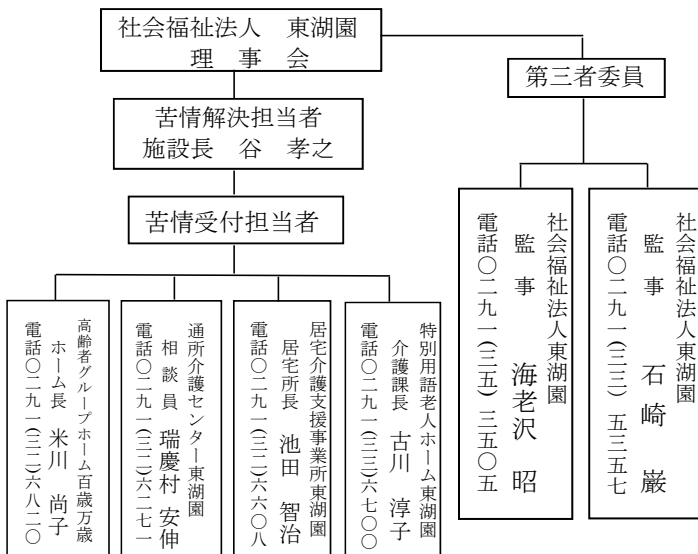 社会福祉法人　東湖園
理　事　会
第三者委員
苦情解決担当者
施設長　谷　孝之
苦情受付担当者
社会福祉法人東湖園
監　事　石　崎　巌
電話〇二九一(三三)五三五七
社会福祉法人東湖園
監　事　海老沢　昭
電話〇二九一(三五)三五〇五
特別用語老人ホーム東湖園
介護課長　古川　淳子
電話〇二九一(三三)六七〇〇
居宅介護支援事業所東湖園
居宅所長　池田　智治
電話〇二九一(三二)六六〇八
通所介護センター東湖園
相　談　員　瑞慶村　安伸
電話〇二九一(三二)六二七一
高齢者グループホーム百歳万歳
ホーム長　米川　尚子
電話〇二九一(三二)六八二〇